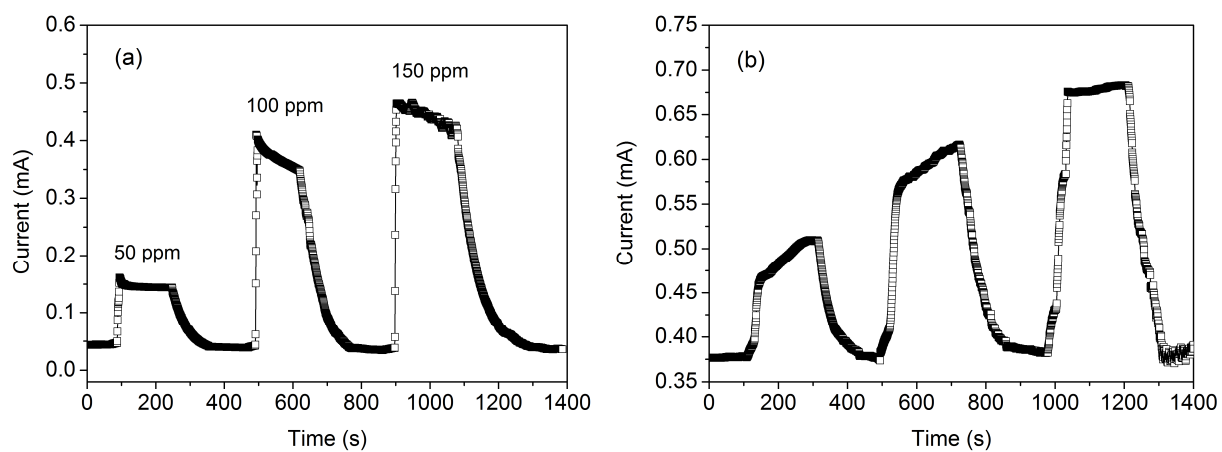 (a)
50 ppm
100 ppm
150 ppm
0.6
0.5
0.4
0.3
0.2
0.1
0.0
Current (mA)
0 200 400 600 800 1000 1200 1400
Time (s)
(b)
0.75
0.70
0.65
0.60
0.55
0.50
0.45
0.40
0.35
Current (mA)
0 200 400 600 800 1000 1200 1400
Time (s)